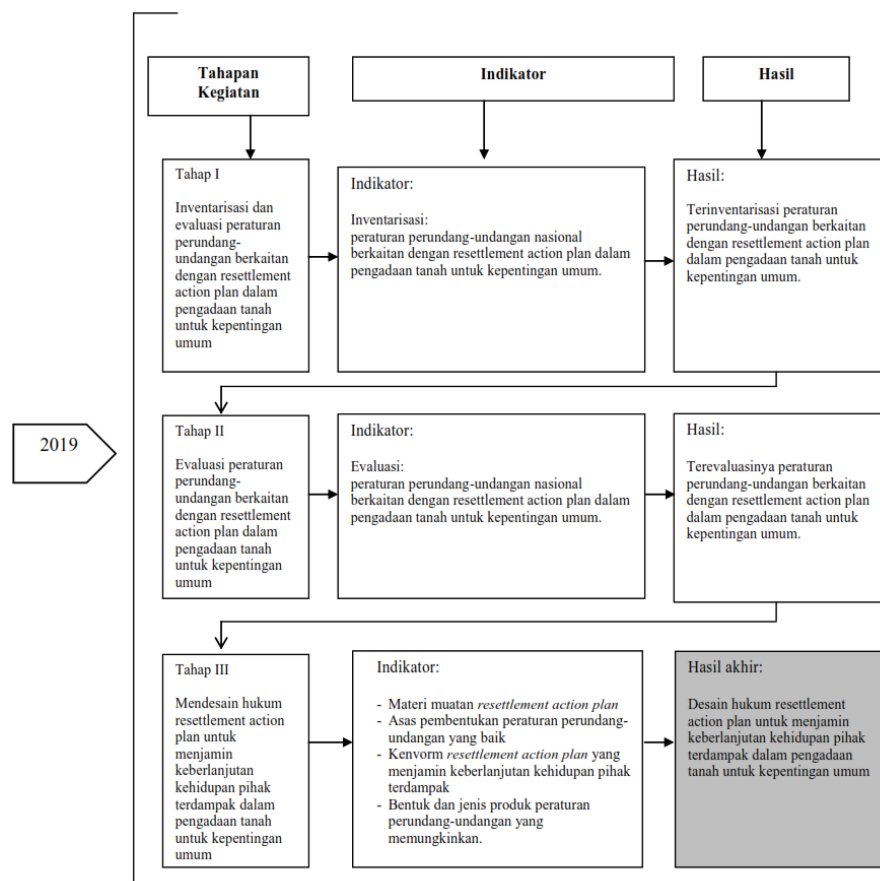 Tahapan
Kegiatan
Indikator
Hasil
Tahap I
Inventarisasi dan
evaluasi peraturan
perundang-
undangan berkaitan
dengan resettlement
action plan dalam
pengadaan tanah
untuk kepentingan
umum
Indikator:
Inventarisasi:
peraturan perundang-undangan nasional
berkaitan dengan resettlement action plan dalam
pengadaan tanah untuk kepentingan umum.
Hasil:
Terinventarisasi peraturan
perundang-undangan berkaitan
dengan resettlement action plan
dalam pengadaan tanah untuk
kepentingan umum.
2019
Tahap II
Evaluasi peraturan
perundang-
undangan berkaitan
dengan resettlement
action plan dalam
pengadaan tanah
untuk kepentingan
umum
Indikator:
Evaluasi:
peraturan perundang-undangan nasional
berkaitan dengan resettlement action plan dalam
pengadaan tanah untuk kepentingan umum.
Hasil:
Terevaluasinya peraturan
perundang-undangan berkaitan
dengan resettlement action plan
dalam pengadaan tanah untuk
kepentingan umum.
Tahap III
Mendesain hukum
resettlement action
plan untuk
menjamin
keberlanjutan
kehidupan pihak
terdampak dalam
pengadaan tanah
untuk kepentingan
umum
Indikator:
- Materi muatan resettlement action plan
- Asas pembentukan peraturan perundang-
undangan yang baik
- Kenvorm resettlement action plan yang
menjamin keberlanjutan kehidupan pihak
terdampak
- Bentuk dan jenis produk peraturan
perundang-undangan yang
memungkinkan.
Hasil akhir:
Desain hukum resettlement
action plan untuk menjamin
keberlanjutan kehidupan pihak
terdampak dalam pengadaan
tanah untuk kepentingan umum